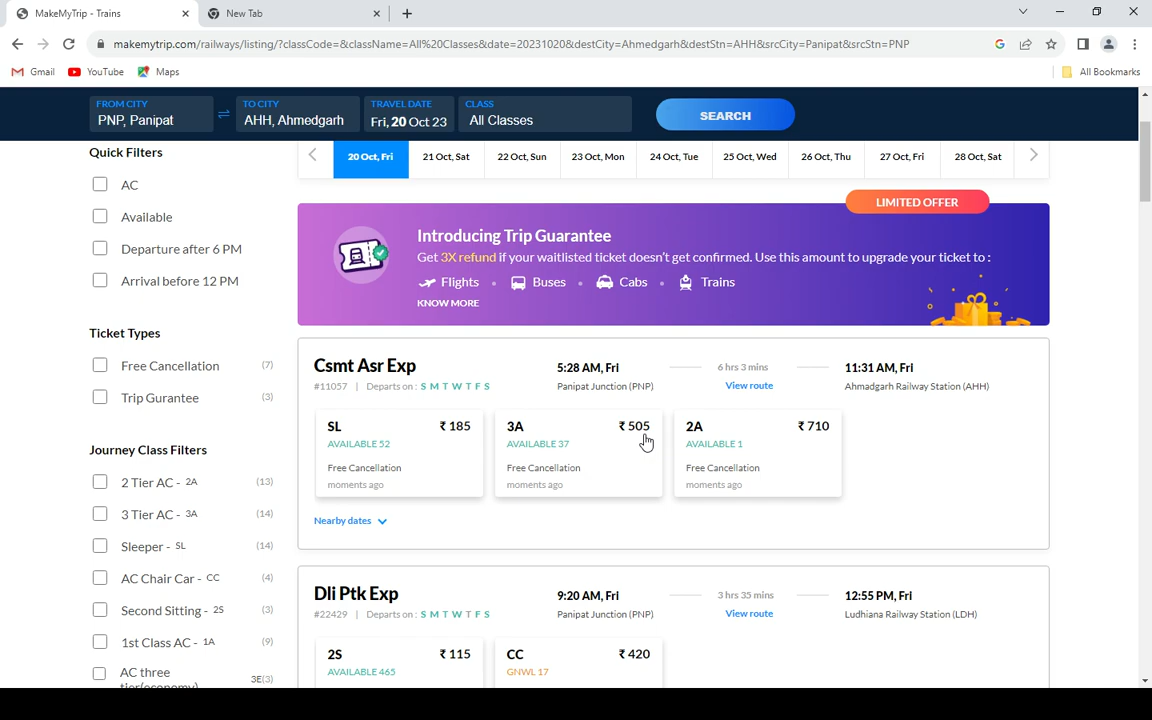 MakeMyTrip - Trains
New Tab
makemytrip.com/railways/listing/?classCode=&className=All%20Classes&date=20231020&destCity=Ahmedgarh&destStn=AHH&srcCity=Panipat&srcStn=PNP
Gmail YouTube Maps All Bookmarks
FROM CITY TO CITY TRAVEL DATE CLASS
PNP, Panipat AHH, Ahmedgarh Fri, 20 Oct 23 All Classes SEARCH
Quick Filters
AC
Available
Departure after 6 PM
Arrival before 12 PM
Ticket Types
Free Cancellation (7)
Trip Gurantee (3)
Journey Class Filters
2 Tier AC - 2A (13)
3 Tier AC - 3A (14)
Sleeper - SL (14)
AC Chair Car - CC (4)
Second Sitting - 2S (3)
1st Class AC - 1A (9)
AC three
tier(economy) 3E(3)
20 Oct, Fri 21 Oct, Sat 22 Oct, Sun 23 Oct, Mon 24 Oct, Tue 25 Oct, Wed 26 Oct, Thu 27 Oct, Fri 28 Oct, Sat
LIMITED OFFER
Introducing Trip Guarantee
Get 3X refund if your waitlisted ticket doesn't get confirmed. Use this amount to upgrade your ticket to :
Flights Buses Cabs Trains
KNOW MORE
Csmt Asr Exp 5:28 AM, Fri 6 hrs 3 mins 11:31 AM, Fri
#11057 | Departs on : S M T W T F S Panipat Junction (PNP) View route Ahmadgarh Railway Station (AHH)
SL ₹ 185 3A ₹ 505 2A ₹ 710
AVAILABLE 52 AVAILABLE 37 AVAILABLE 1
Free Cancellation Free Cancellation Free Cancellation
moments ago moments ago moments ago
Nearby dates
Dli Ptk Exp 9:20 AM, Fri 3 hrs 35 mins 12:55 PM, Fri
#22429 | Departs on : S M T W T F S Panipat Junction (PNP) View route Ludhiana Railway Station (LDH)
2S ₹ 115 CC ₹ 420
AVAILABLE 465 GNWL 17